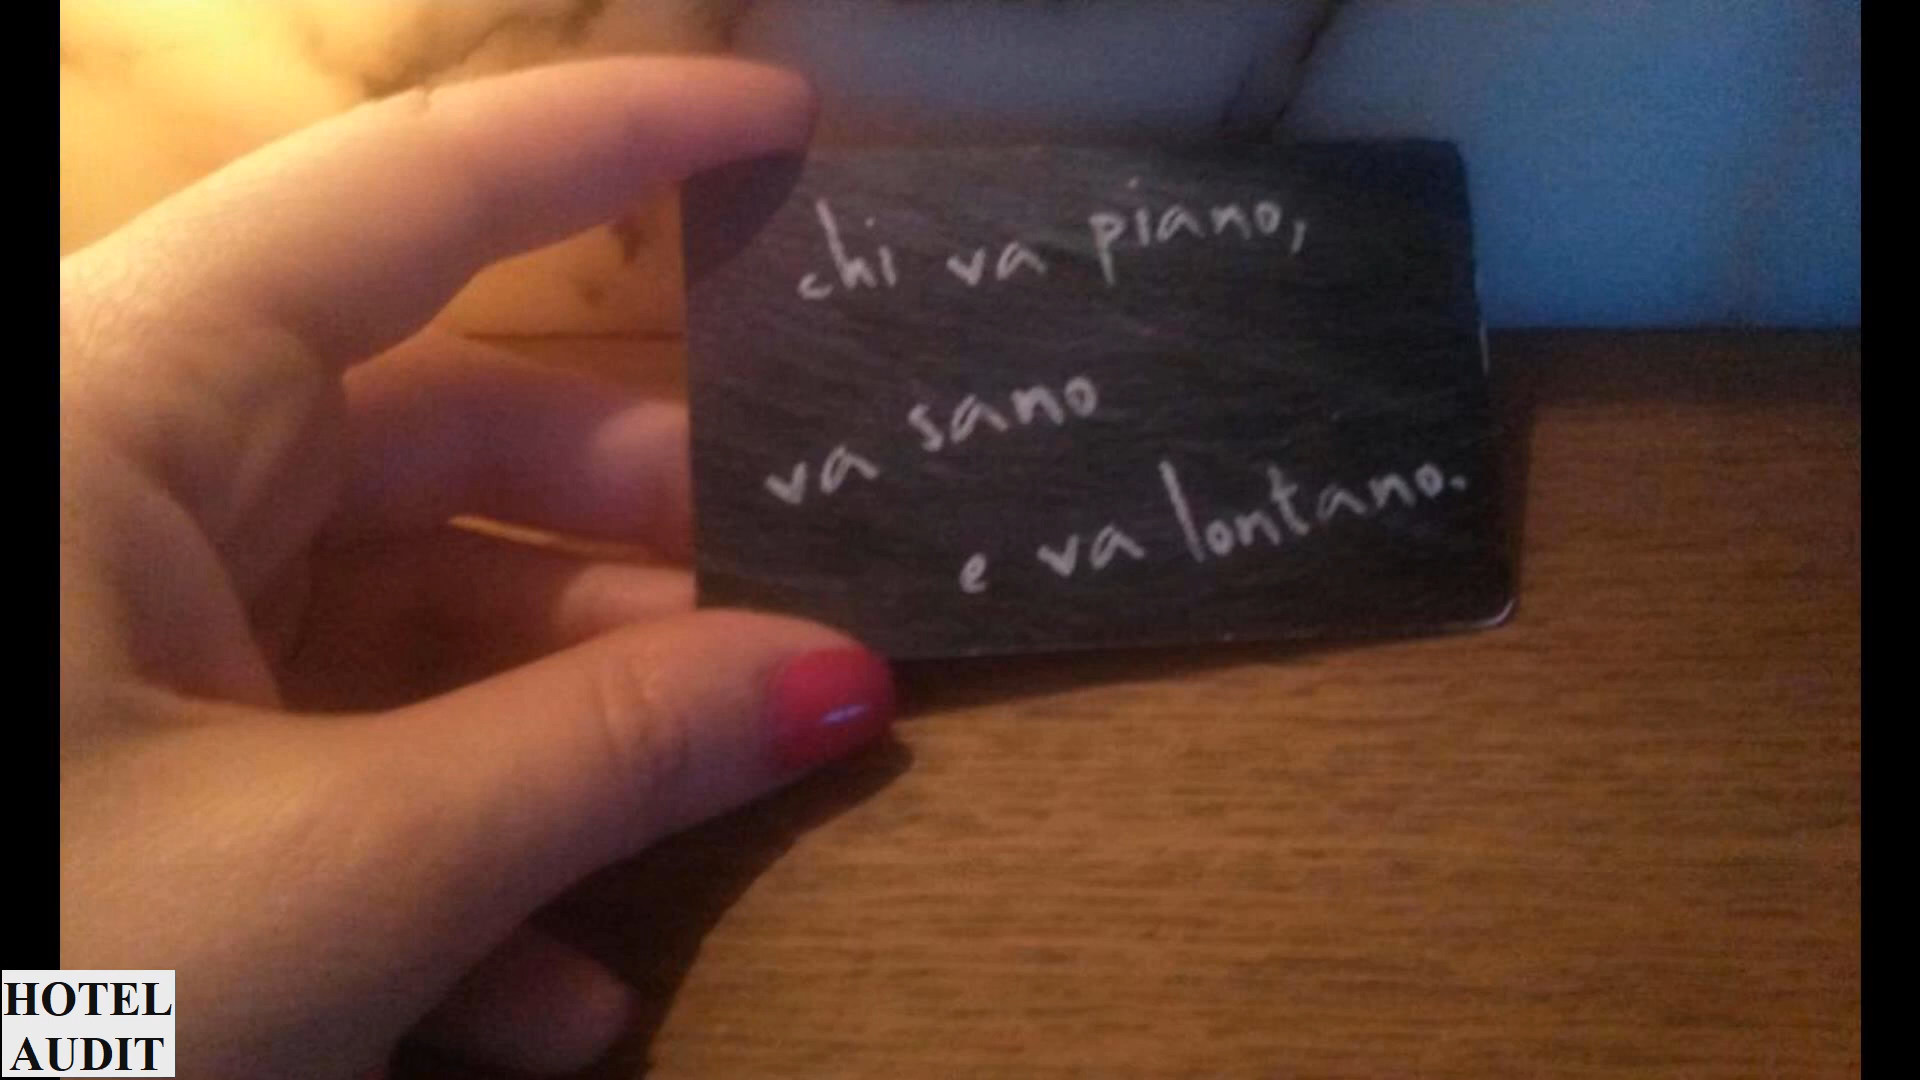 chi va piano,
va sano
e va lontano.
HOTEL
AUDIT